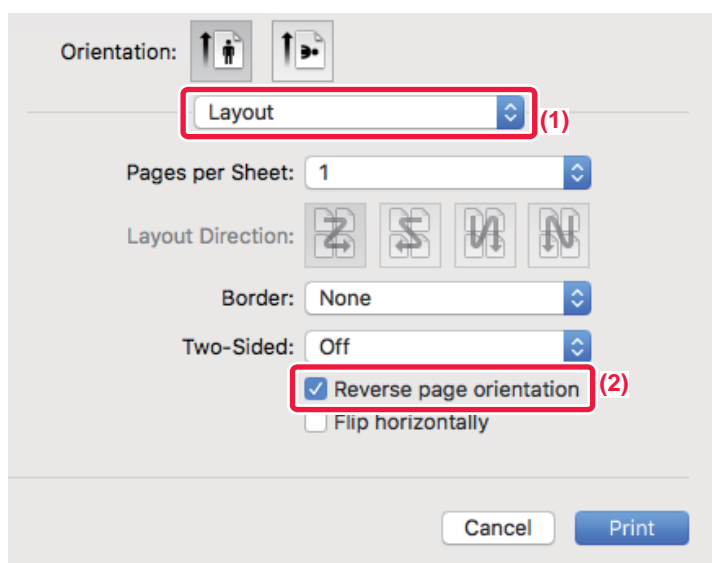 Orientation:
Layout
(1)
Pages per Sheet: 1
Layout Direction:
Border: None
Two-Sided: Off
Reverse page orientation (2)
Flip horizontally
Cancel Print